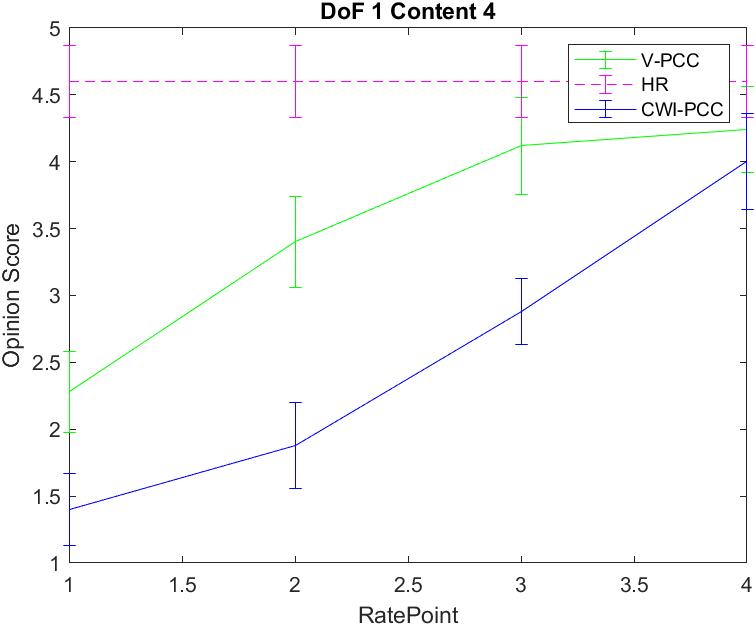 DoF 1 Content 4
5
4.5
4
3.5
3
2.5
2
1.5
1
Opinion Score
V-PCC
HR
CWI-PCC
1 1.5 2 2.5 3 3.5 4
RatePoint